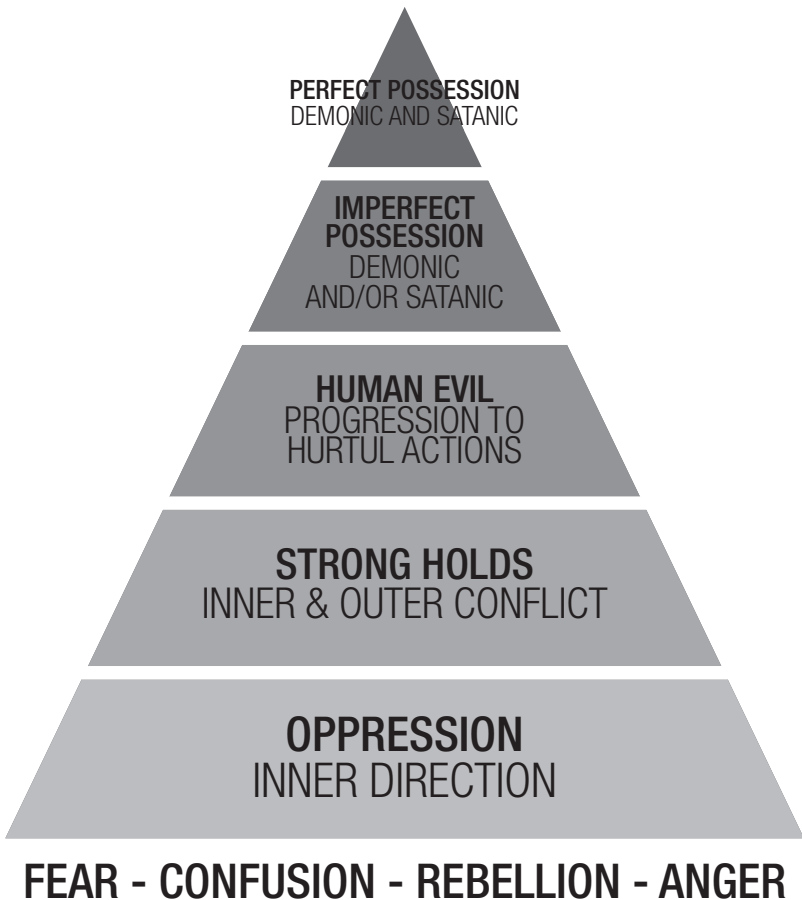 PERFECT POSSESSION
DEMONIC AND SATANIC
IMPERFECT
POSSESSION
DEMONIC
AND/OR SATANIC
HUMAN EVIL
PROGRESSION TO
HURTUL ACTIONS
STRONG HOLDS
INNER & OUTER CONFLICT
OPPRESSION
INNER DIRECTION
FEAR - CONFUSION - REBELLION - ANGER